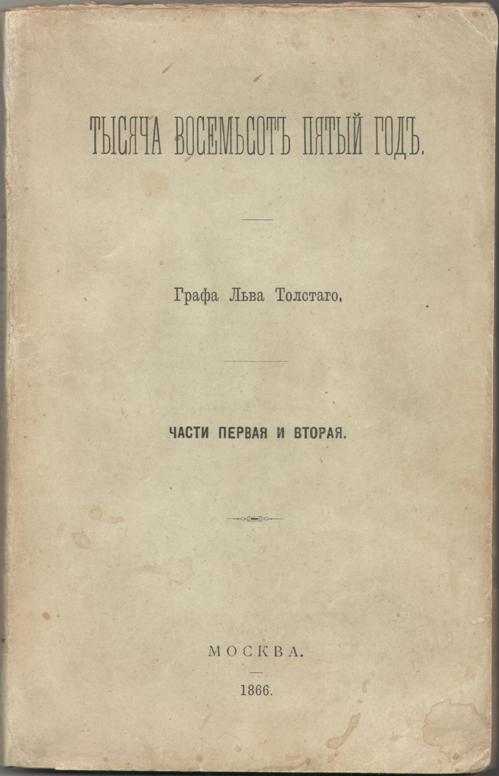 ТЫСЯЧА ВОСЕМЬСОТЪ ПЯТЫЙ ГОДЪ.
Графа Льва Толстаго,
ЧАСТИ ПЕРВАЯ И ВТОРАЯ.
МОСКВА.
1866.